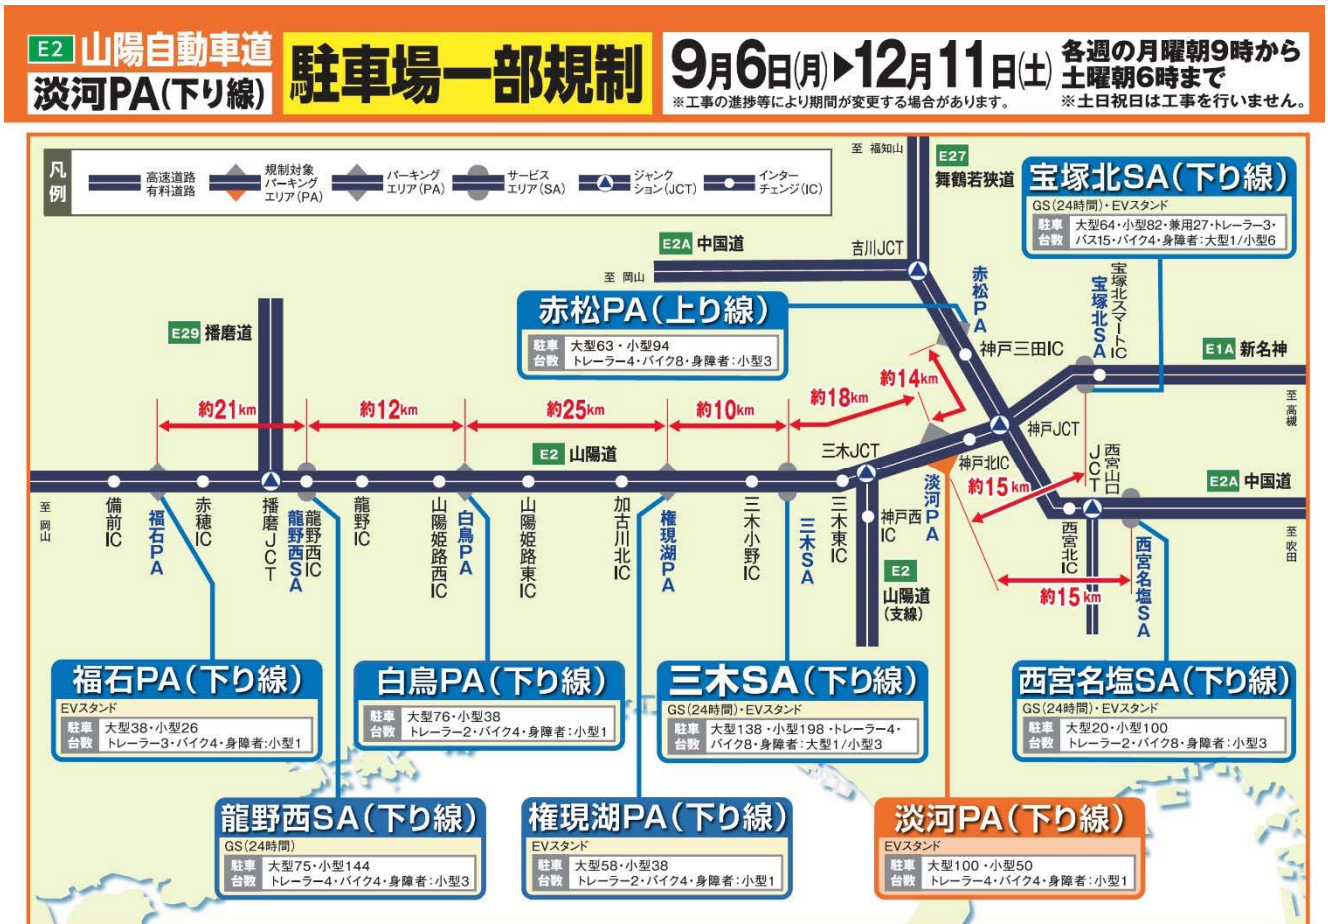 E2 山陽自動車道
淡河PA(下り線)
駐車場一部規制
9月6日(月)▶12月11日(土)
※工事の進捗等により期間が変更する場合があります。
各週の月曜朝9時から
土曜朝6時まで
※土日祝日は工事を行いません。
凡例
高速道路
有料道路
規制対象
パーキング
エリア(PA)
パーキング
エリア(PA)
サービス
エリア(SA)
ジャンク
ション(JCT)
インター
チェンジ(IC)
至 福知山
E27
舞鶴若狭道
宝塚北SA(下り線)
GS(24時間)・EVスタンド
駐車台数
大型64・小型82・兼用27・トレーラー3・
バス15・バイク4・身障者:大型1/小型6
E2A 中国道
吉川JCT
至 岡山
赤松PA
宝塚北SA
宝塚北スマートIC
赤松PA(上り線)
駐車台数
大型63・小型94
トレーラー4・バイク8・身障者:小型3
E29 播磨道
神戸三田IC
E1A 新名神
至 高槻
約21km
約12km
約25km
約10km
約18km
約14km
E2 山陽道
三木JCT
神戸JCT
神戸北IC
約15km
西宮山口JCT
E2A 中国道
至 吹田
至 岡山
備前IC
福石PA
赤穂IC
播磨JCT
龍野西SA
龍野西IC
龍野IC
山陽姫路西IC
白鳥PA
山陽姫路東IC
加古川北IC
権現湖PA
三木小野IC
三木SA
三木東IC
神戸西IC
淡河PA
西宮北IC
西宮名塩SA
E2
山陽道
(支線)
約15km
福石PA(下り線)
EVスタンド
駐車台数
大型38・小型26
トレーラー3・バイク4・身障者:小型1
白鳥PA(下り線)
駐車台数
大型76・小型38
トレーラー2・バイク4・身障者:小型1
三木SA(下り線)
GS(24時間)・EVスタンド
駐車台数
大型138・小型198・トレーラー4・
バイク8・身障者:大型1/小型3
西宮名塩SA(下り線)
GS(24時間)・EVスタンド
駐車台数
大型20・小型100
トレーラー2・バイク8・身障者:小型3
龍野西SA(下り線)
GS(24時間)
駐車台数
大型75・小型144
トレーラー4・バイク4・身障者:小型3
権現湖PA(下り線)
EVスタンド
駐車台数
大型58・小型38
トレーラー2・バイク4・身障者:小型1
淡河PA(下り線)
EVスタンド
駐車台数
大型100・小型50
トレーラー4・バイク4・身障者:小型1